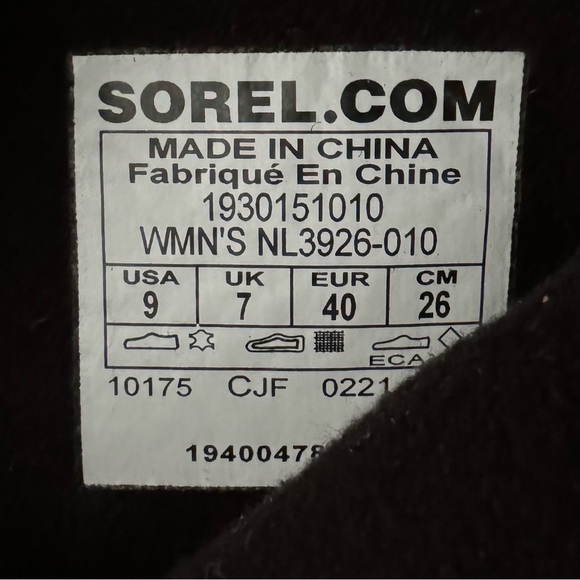 SOREL.COM
MADE IN CHINA
Fabriqué En Chine
1930151010
WMN'S NL3926-010
USA UK EUR CM
9 7 40 26
10175 CJF 0221